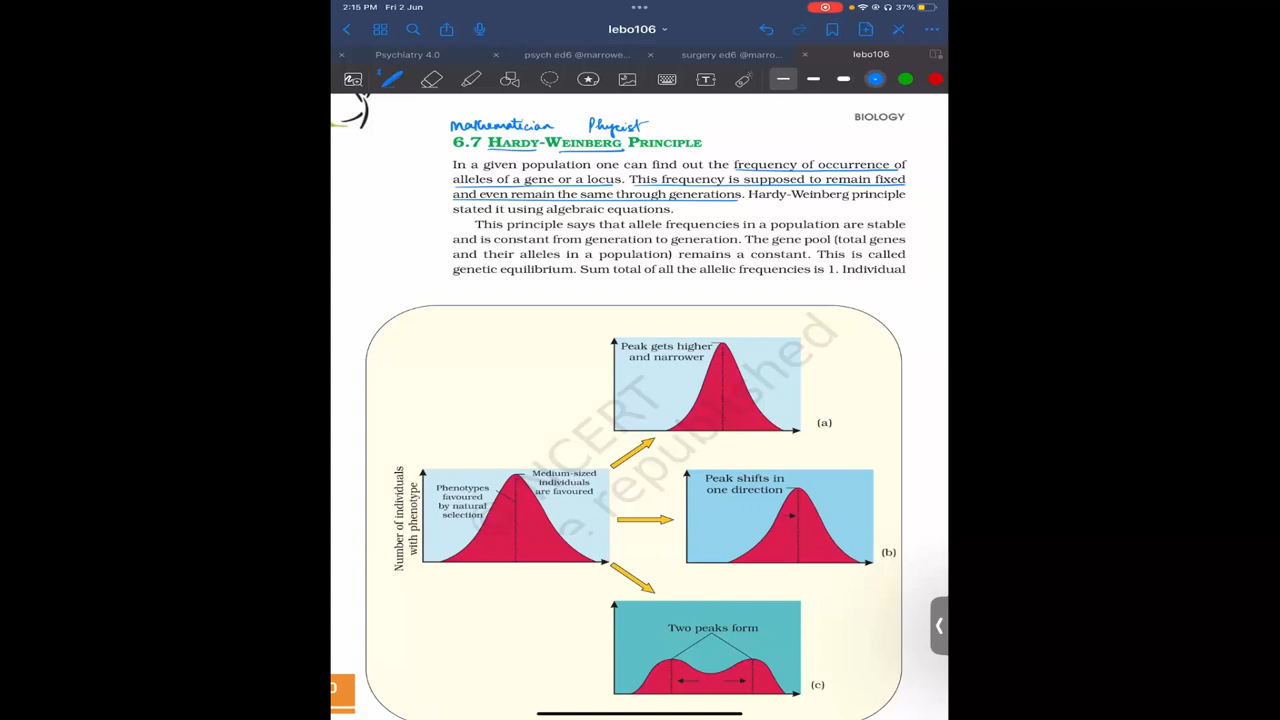 2:15 PM Fri 2 Jun
37%
lebo106
Psychiatry 4.0
psych ed6 @marrowe...
surgery ed6 @marro...
lebo106
BIOLOGY
Mathematician Phycist
6.7 HARDY-WEINBERG PRINCIPLE
In a given population one can find out the frequency of occurrence of
alleles of a gene or a locus. This frequency is supposed to remain fixed
and even remain the same through generations. Hardy-Weinberg principle
stated it using algebraic equations.
This principle says that allele frequencies in a population are stable
and is constant from generation to generation. The gene pool (total genes
and their alleles in a population) remains a constant. This is called
genetic equilibrium. Sum total of all the allelic frequencies is 1. Individual
Peak gets higher
and narrower
(a)
Number of individuals
with phenotype
Phenotypes
favoured
by natural
selection
Medium-sized
individuals
are favoured
Peak shifts in
one direction
(b)
Two peaks form
(c)
NCERT
republished